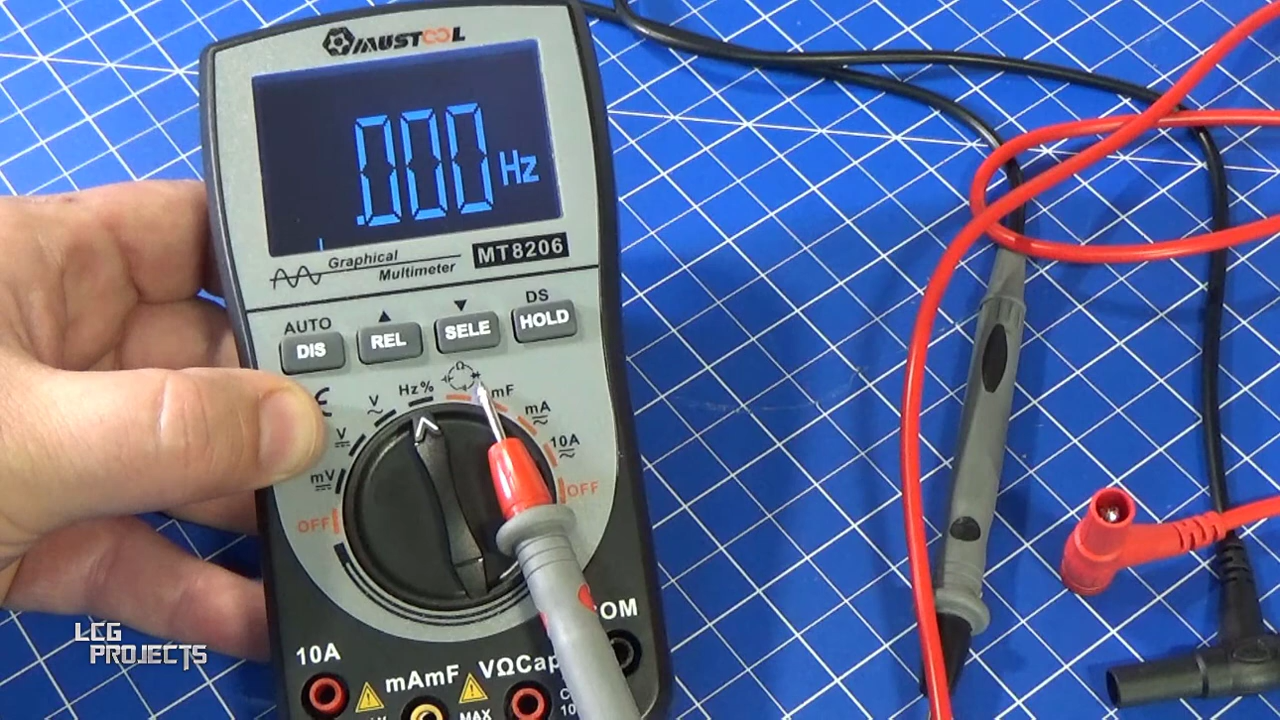 MUSTOOL
.000 Hz
Graphical
Multimeter
MT8206
AUTO
DS
DIS
REL
SELE
HOLD
Hz%
Ω
mF
V
mA
V
10A
mV
OFF
OFF
10A
mAmF
VΩCap
COM
MAX
LCG
PROJECTS